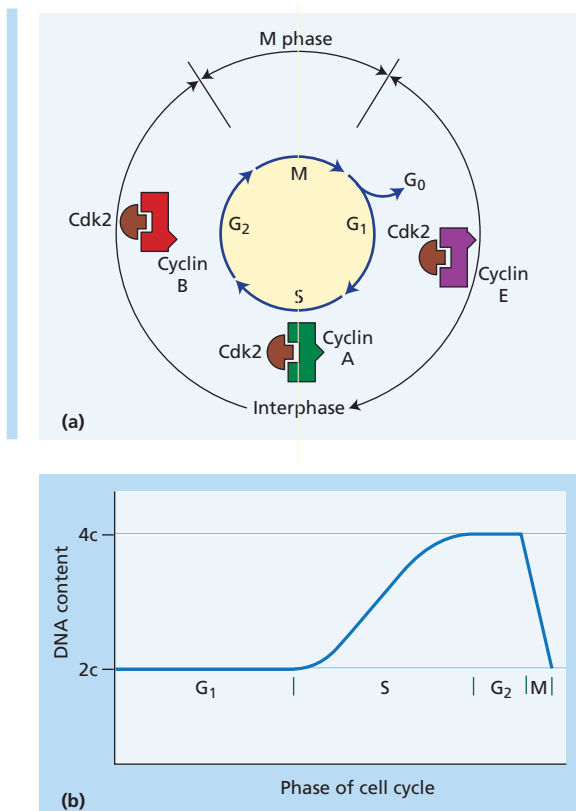 M phase
M
G0
G2
G1
Cdk2
Cyclin
B
Cdk2
Cyclin
E
S
Cdk2
Cyclin
A
Interphase
(a)
4c
DNA content
2c
G1
S
G2
M
Phase of cell cycle
(b)